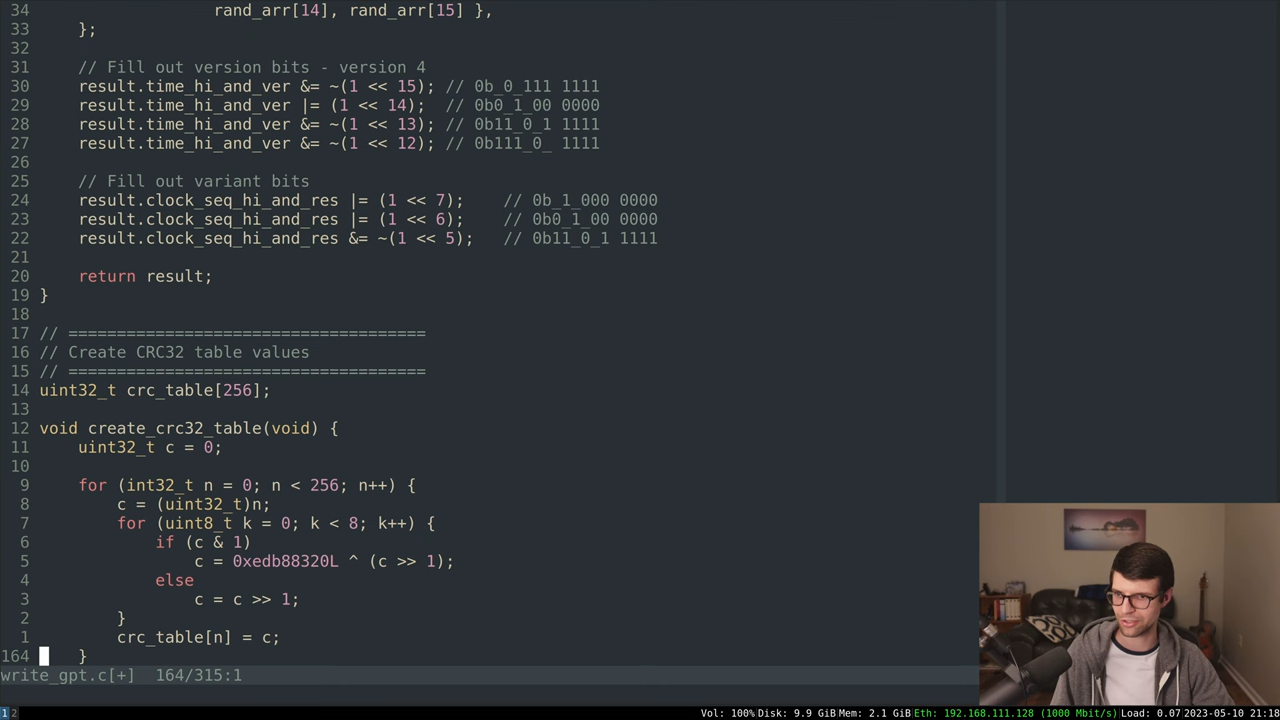 34                   rand_arr[14], rand_arr[15] },
33     };
32
31     // Fill out version bits - version 4
30     result.time_hi_and_ver &= ~(1 << 15); // 0b_0_111 1111
29     result.time_hi_and_ver |= (1 << 14);  // 0b0_1_00 0000
28     result.time_hi_and_ver &= ~(1 << 13); // 0b11_0_1 1111
27     result.time_hi_and_ver &= ~(1 << 12); // 0b111_0_ 1111
26
25     // Fill out variant bits
24     result.clock_seq_hi_and_res |= (1 << 7);    // 0b_1_000 0000
23     result.clock_seq_hi_and_res |= (1 << 6);    // 0b0_1_00 0000
22     result.clock_seq_hi_and_res &= ~(1 << 5);   // 0b11_0_1 1111
21
20     return result;
19 }
18
17 // =====================================
16 // Create CRC32 table values
15 // =====================================
14 uint32_t crc_table[256];
13
12 void create_crc32_table(void) {
11     uint32_t c = 0;
10
9     for (int32_t n = 0; n < 256; n++) {
8         c = (uint32_t)n;
7         for (uint8_t k = 0; k < 8; k++) {
6             if (c & 1)
5                 c = 0xedb88320L ^ (c >> 1);
4             else
3                 c = c >> 1;
2         }
1         crc_table[n] = c;
164     }
write_gpt.c[+]  164/315:1
1 2 Vol: 100% Disk: 9.9 GiB Mem: 2.1 GiB Eth: 192.168.111.128 (1000 Mbit/s) Load: 0.07 2023-05-10 21:18